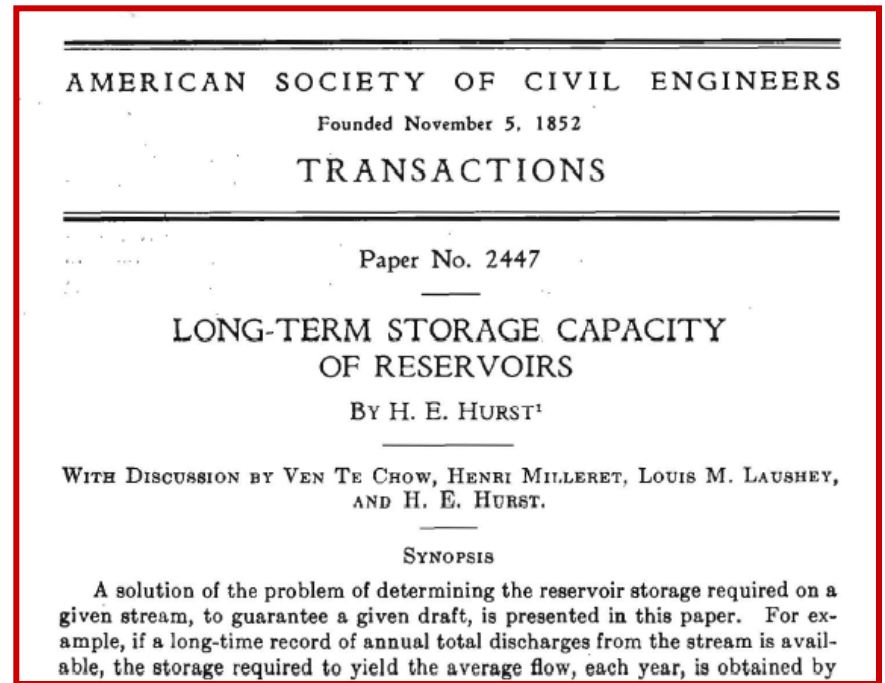 AMERICAN SOCIETY OF CIVIL ENGINEERS
Founded November 5, 1852
TRANSACTIONS
Paper No. 2447
LONG-TERM STORAGE CAPACITY
OF RESERVOIRS
BY H. E. HURST¹
WITH DISCUSSION BY VEN TE CHOW, HENRI MILLERET, LOUIS M. LAUSHEY,
AND H. E. HURST.
SYNOPSIS
A solution of the problem of determining the reservoir storage required on a
given stream, to guarantee a given draft, is presented in this paper. For ex-
ample, if a long-time record of annual total discharges from the stream is avail-
able, the storage required to yield the average flow, each year, is obtained by